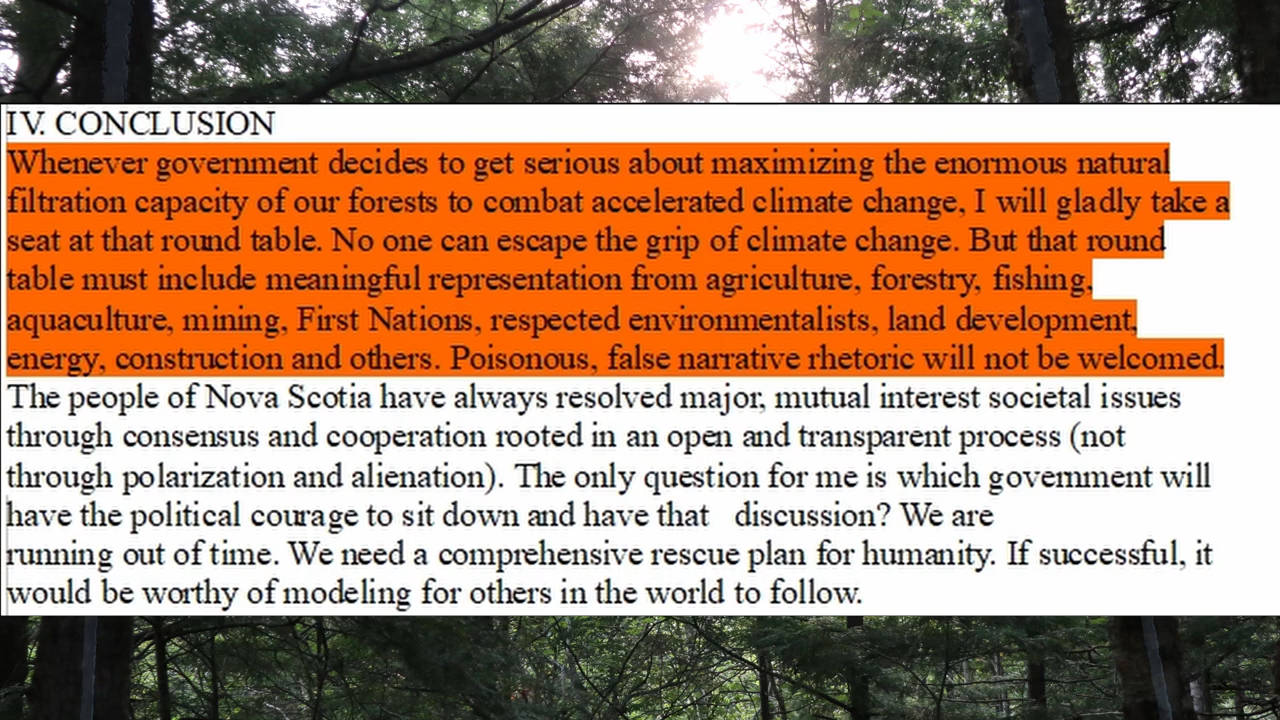 IV. CONCLUSION
Whenever government decides to get serious about maximizing the enormous natural
filtration capacity of our forests to combat accelerated climate change, I will gladly take a
seat at that round table. No one can escape the grip of climate change. But that round
table must include meaningful representation from agriculture, forestry, fishing,
aquaculture, mining, First Nations, respected environmentalists, land development,
energy, construction and others. Poisonous, false narrative rhetoric will not be welcomed.
The people of Nova Scotia have always resolved major, mutual interest societal issues
through consensus and cooperation rooted in an open and transparent process (not
through polarization and alienation). The only question for me is which government will
have the political courage to sit down and have that discussion? We are
running out of time. We need a comprehensive rescue plan for humanity. If successful, it
would be worthy of modeling for others in the world to follow.